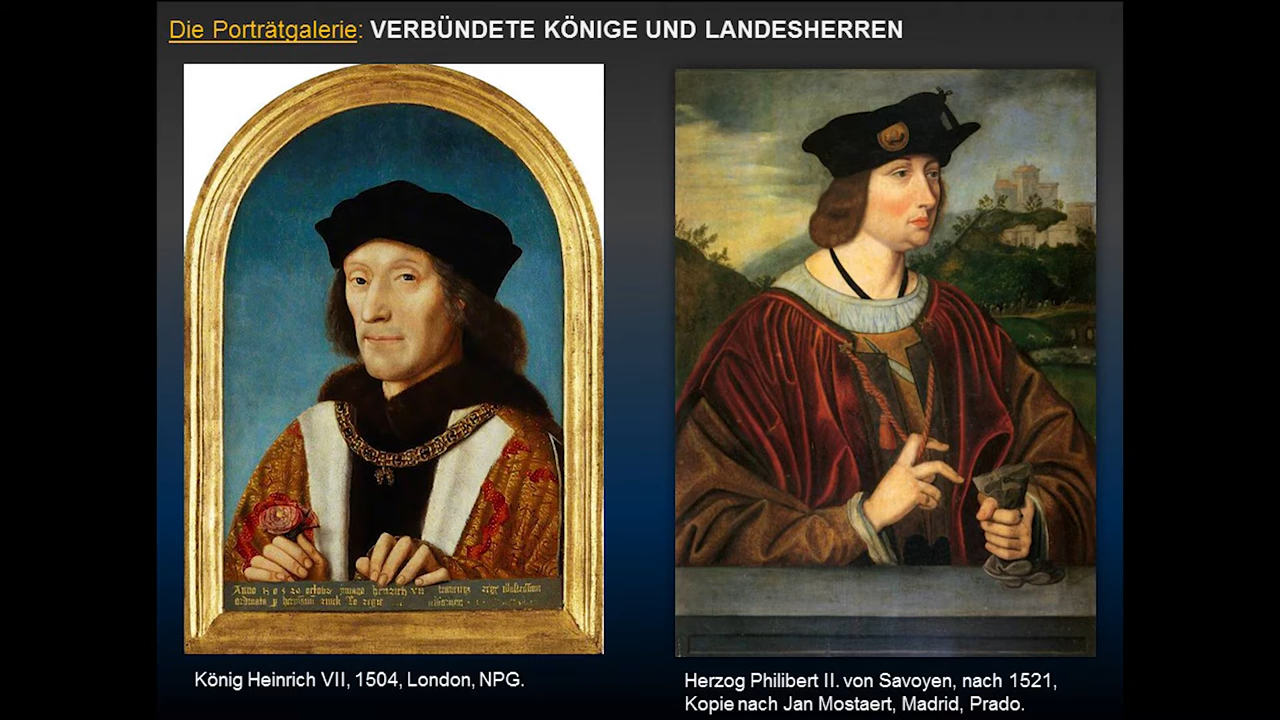 Die Porträtgalerie: VERBÜNDETE KÖNIGE UND LANDESHERREN
Anno
König Heinrich VII, 1504, London, NPG.
Herzog Philibert II. von Savoyen, nach 1521,
Kopie nach Jan Mostaert, Madrid, Prado.